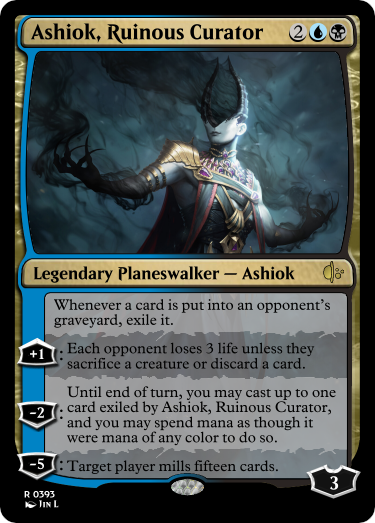 Ashiok, Ruinous Curator 2
Legendary Planeswalker — Ashiok
Whenever a card is put into an opponent's
graveyard, exile it.
+1: Each opponent loses 3 life unless they
sacrifice a creature or discard a card.
Until end of turn, you may cast up to one
-2: card exiled by Ashiok, Ruinous Curator,
and you may spend mana as though it
were mana of any color to do so.
-5: Target player mills fifteen cards.
3
R 0393
1IN L